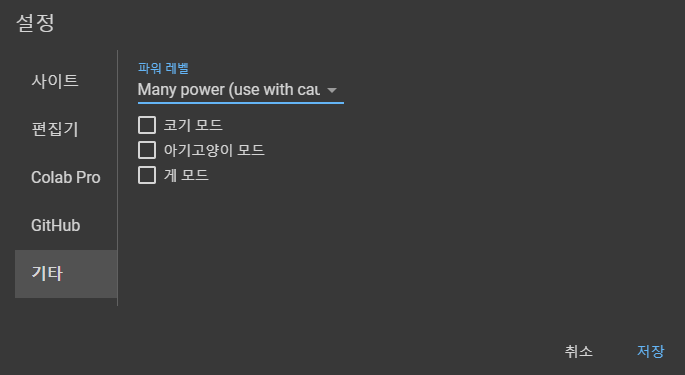 설정
사이트
편집기
Colab Pro
GitHub
기타
파워 레벨
Many power (use with cau
코기 모드
아기고양이 모드
게 모드
취소
저장